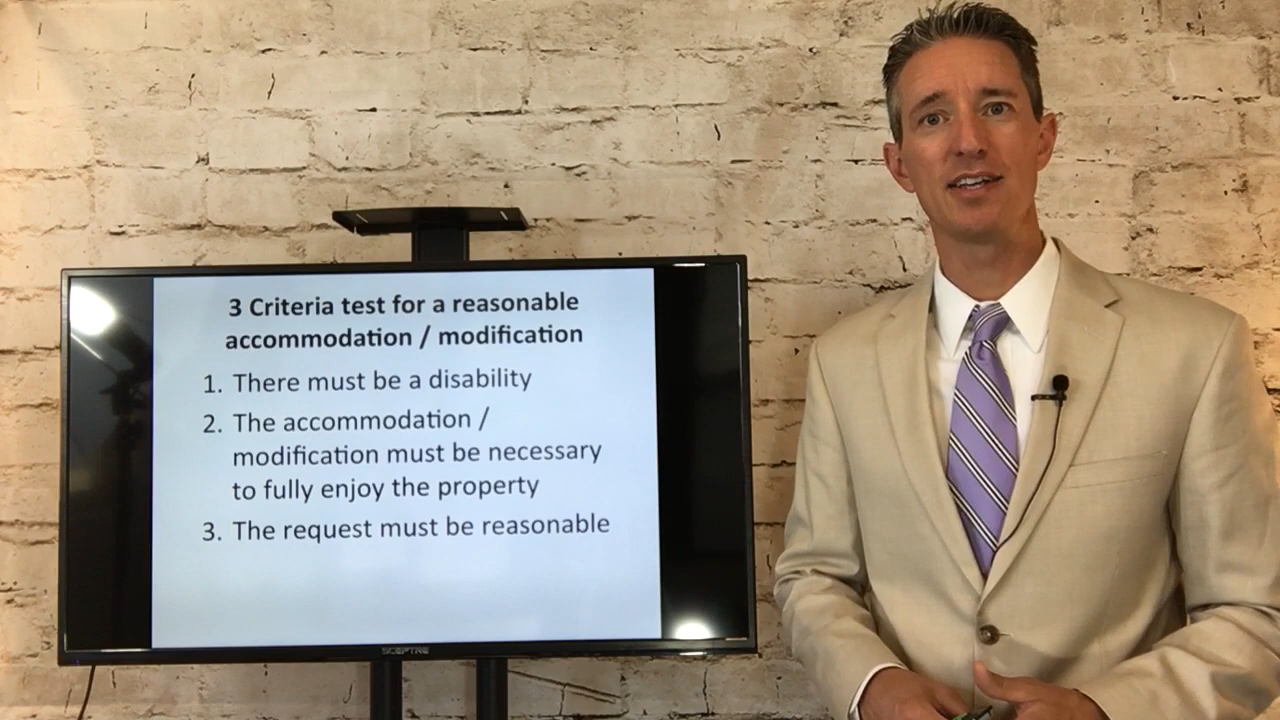 3 Criteria test for a reasonable
accommodation / modification
1. There must be a disability
2. The accommodation /
modification must be necessary
to fully enjoy the property
3. The request must be reasonable
SCEPTRE